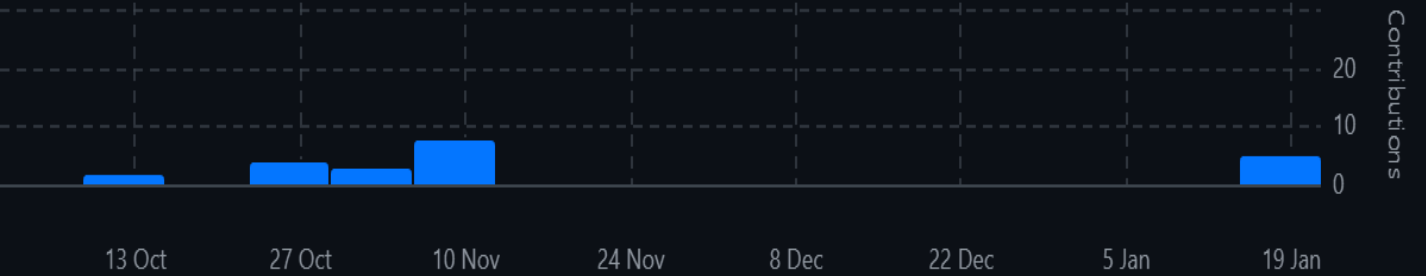 20
10
0
Contributions
13 Oct
27 Oct
10 Nov
24 Nov
8 Dec
22 Dec
5 Jan
19 Jan